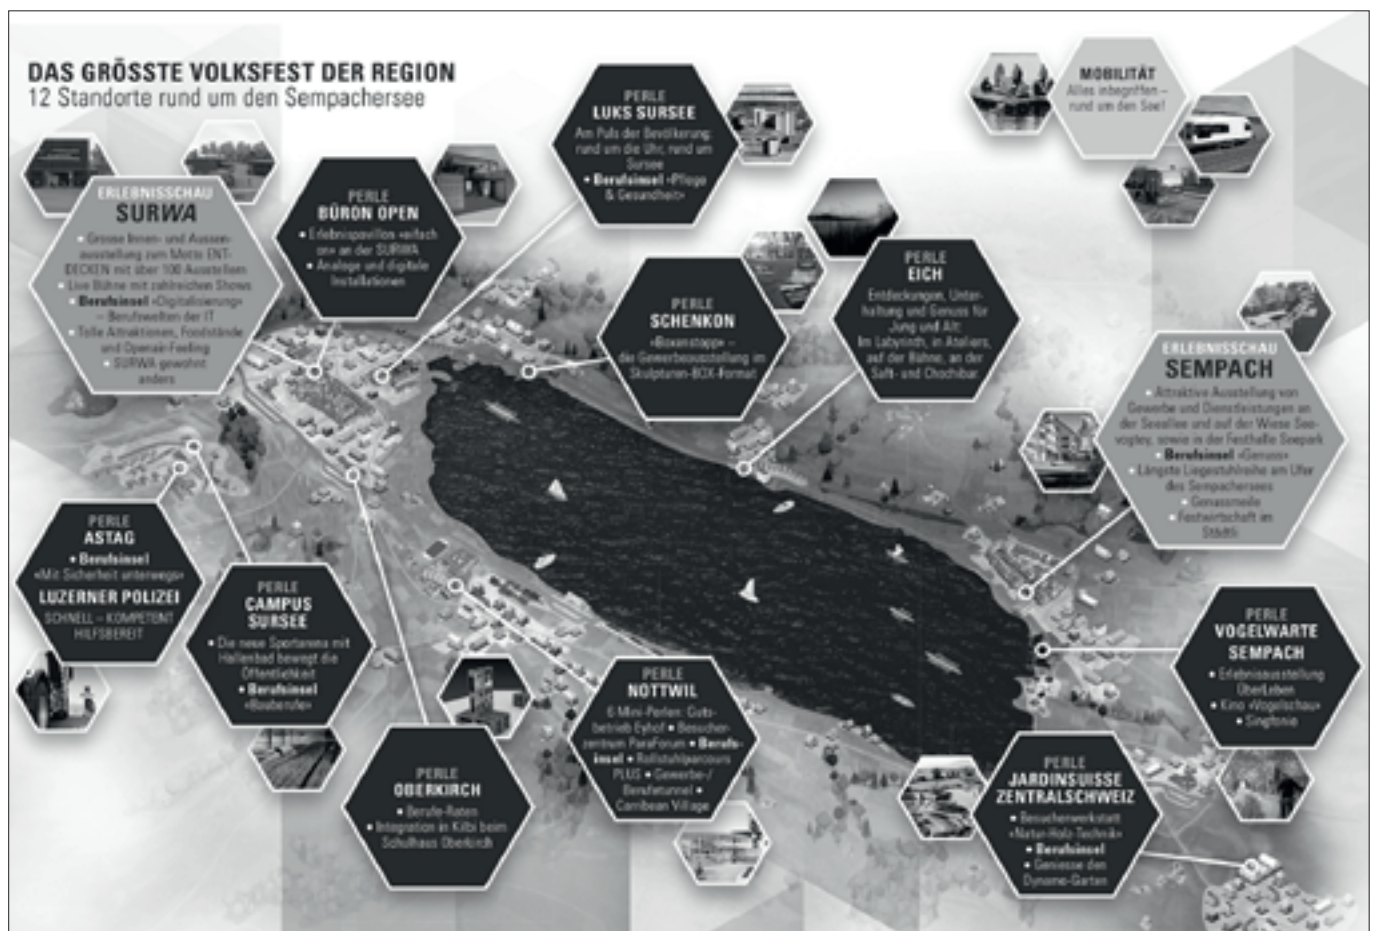 DAS GRÖSSTE VOLKSFEST DER REGION
12 Standorte rund um den Sempachersee
ERLEBNISSCHAU
SURWA
• Grosse Innen- und Aussen-
ausstellung zum Motto ENT-
DECKEN mit über 100 Ausstellern
• Live Bühne mit zahlreichen Shows
• Berufsinsel «Digitalisierung»
– Berufswelten der IT
• Tolle Attraktionen, Foodstände
und Openair-Feeling
• SURWA gewohnt
anders
PERLE
BÜRON OPEN
• Erlebnispavillon «eifach
on» an der SURWA
• Analoge und digitale
Installationen
PERLE
LUKS SURSEE
Am Puls der Bevölkerung:
rund um die Uhr, rund um
Sursee
• Berufsinsel «Pflege
& Gesundheit»
MOBILITÄT
Alles inbegriffen –
rund um den See!
PERLE
SCHENKON
«Boxenstopp» –
die Gewerbeausstellung im
Skulpturen-BOX-Format
PERLE
EICH
Entdeckungen, Unter-
haltung und Genuss für
Jung und Alt:
Im Labyrinth, in Ateliers,
auf der Bühne, an der
Saft- und Chochibar.
ERLEBNISSCHAU
SEMPACH
• Attraktive Ausstellung von
Gewerbe und Dienstleistungen an
der Seeallee und auf der Wiese See-
vogtey, sowie in der Festhalle Seepark
• Berufsinsel «Genuss»
• Längste Liegestuhlreihe am Ufer
des Sempachersees
• Genussmeile
• Festwirtschaft im
Städtli
PERLE
ASTAG
• Berufsinsel
«Mit Sicherheit unterwegs»
LUZERNER POLIZEI
SCHNELL – KOMPETENT
HILFSBEREIT
PERLE
CAMPUS
SURSEE
• Die neue Sportarena mit
Hallenbad bewegt die
Öffentlichkeit
• Berufsinsel
«Bauberufe»
PERLE
OBERKIRCH
• Berufe-Raten
• Integration in Kilbi beim
Schulhaus Oberkirch
PERLE
NOTTWIL
6 Mini-Perlen: Guts-
betrieb Eyhof • Besucher-
zentrum ParaForum • Berufs-
insel • Rollstuhlparcours
PLUS • Gewerbe-/
Berufetunnel •
Carribean Village
PERLE
VOGELWARTE
SEMPACH
• Erlebnisausstellung
ÜberLeben
• Kino «Vogelschau»
• Singfonie
PERLE
JARDINSUISSE
ZENTRALSCHWEIZ
• Besucherwerkstatt
«Natur-Holz-Technik»
• Berufsinsel
• Geniesse den
Dyname-Garten